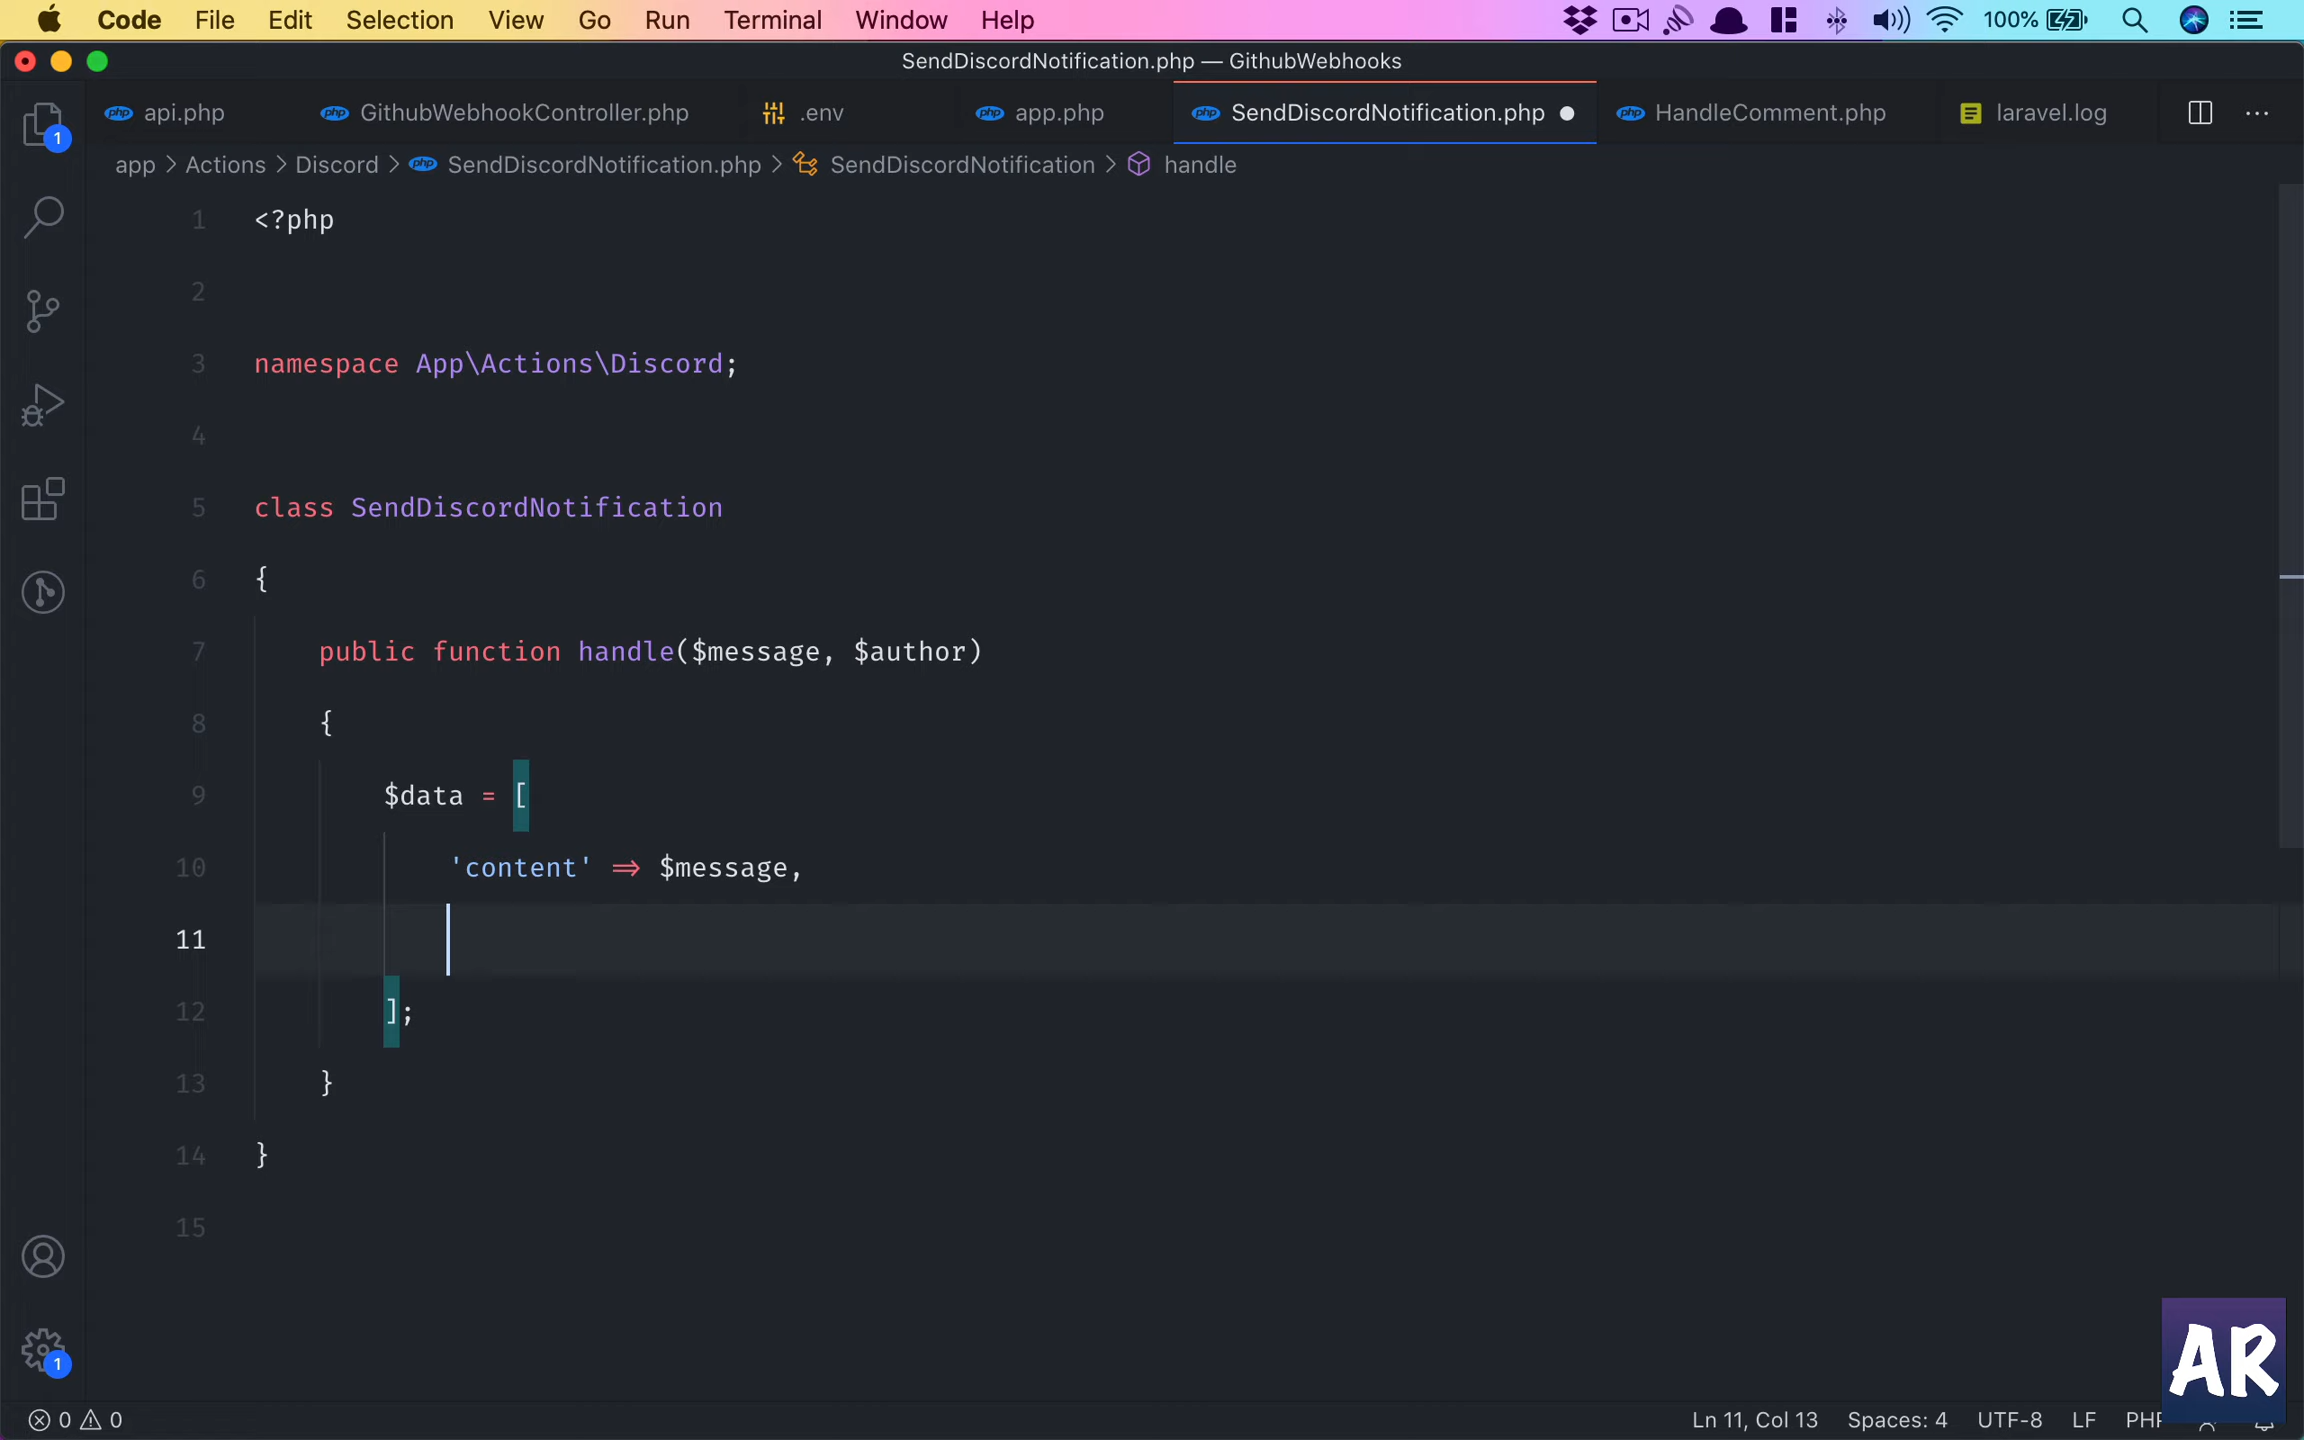 Code File Edit Selection View Go Run Terminal Window Help 100%
SendDiscordNotification.php — GithubWebhooks
api.php GithubWebhookController.php .env app.php SendDiscordNotification.php HandleComment.php laravel.log ···
app > Actions > Discord > SendDiscordNotification.php > SendDiscordNotification > handle
1 <?php
2
3 namespace App\Actions\Discord;
4
5 class SendDiscordNotification
6 {
7 public function handle($message, $author)
8 {
9 $data = [
10 'content' => $message,
11
12 ];
13 }
14 }
15
1
1
AR
0 0 Ln 11, Col 13 Spaces: 4 UTF-8 LF